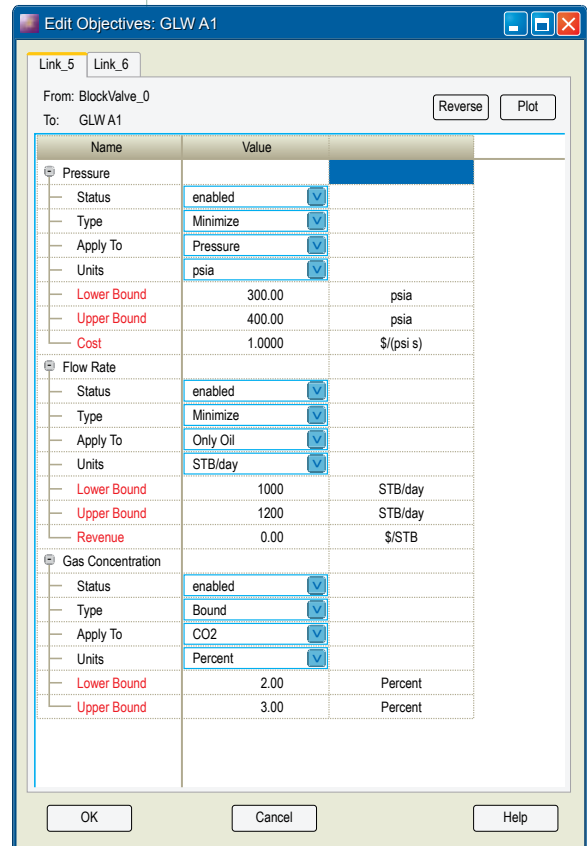 Edit Objectives: GLW A1
Link_5 Link_6
From: BlockValve_0
Reverse Plot
To: GLW A1
Name Value
Pressure
Status enabled
Type Minimize
Apply To Pressure
Units psia
Lower Bound 300.00 psia
Upper Bound 400.00 psia
Cost 1.0000 $/(psi s)
Flow Rate
Status enabled
Type Minimize
Apply To Only Oil
Units STB/day
Lower Bound 1000 STB/day
Upper Bound 1200 STB/day
Revenue 0.00 $/STB
Gas Concentration
Status enabled
Type Bound
Apply To CO2
Units Percent
Lower Bound 2.00 Percent
Upper Bound 3.00 Percent
OK Cancel Help